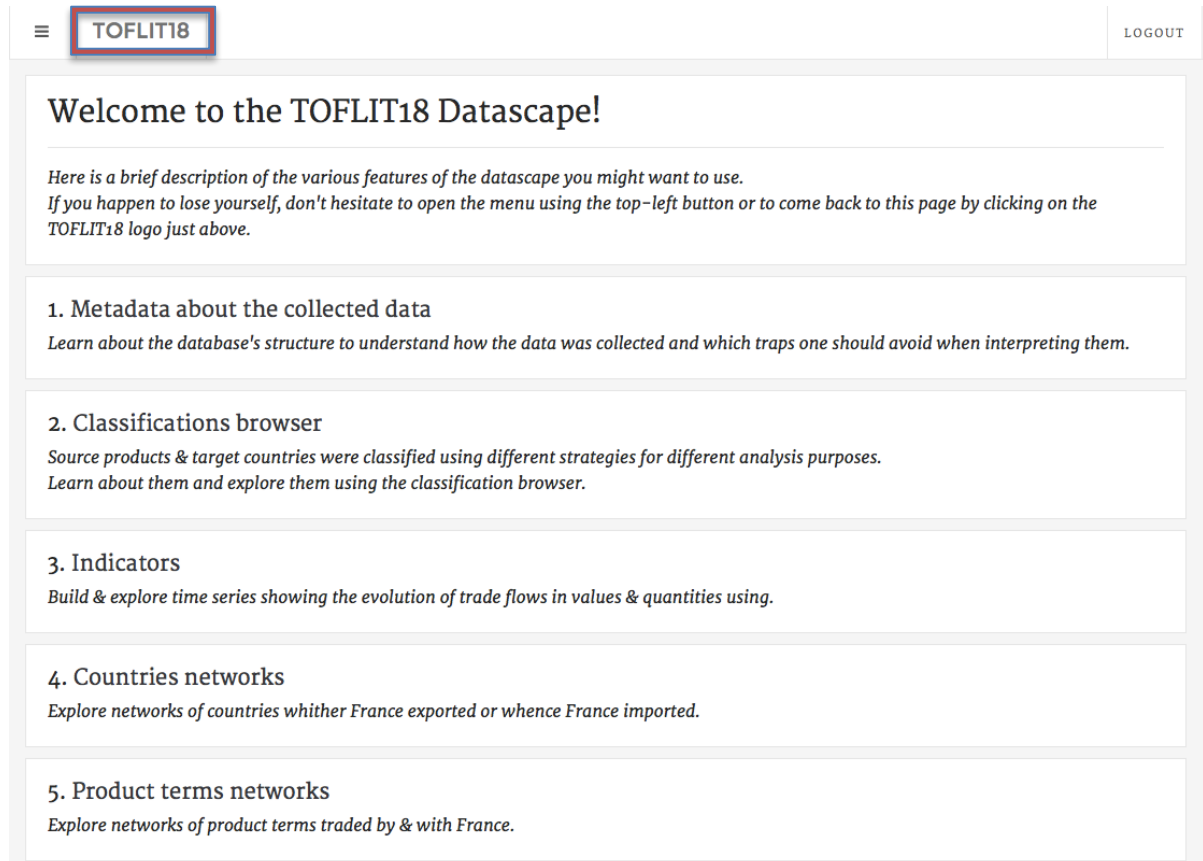 TOFLIT18
LOGOUT
Welcome to the TOFLIT18 Datascape!
Here is a brief description of the various features of the datascape you might want to use.
If you happen to lose yourself, don't hesitate to open the menu using the top-left button or to come back to this page by clicking on the
TOFLIT18 logo just above.
1. Metadata about the collected data
Learn about the database's structure to understand how the data was collected and which traps one should avoid when interpreting them.
2. Classifications browser
Source products & target countries were classified using different strategies for different analysis purposes.
Learn about them and explore them using the classification browser.
3. Indicators
Build & explore time series showing the evolution of trade flows in values & quantities using.
4. Countries networks
Explore networks of countries whither France exported or whence France imported.
5. Product terms networks
Explore networks of product terms traded by & with France.